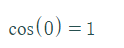 cos(0) = 1